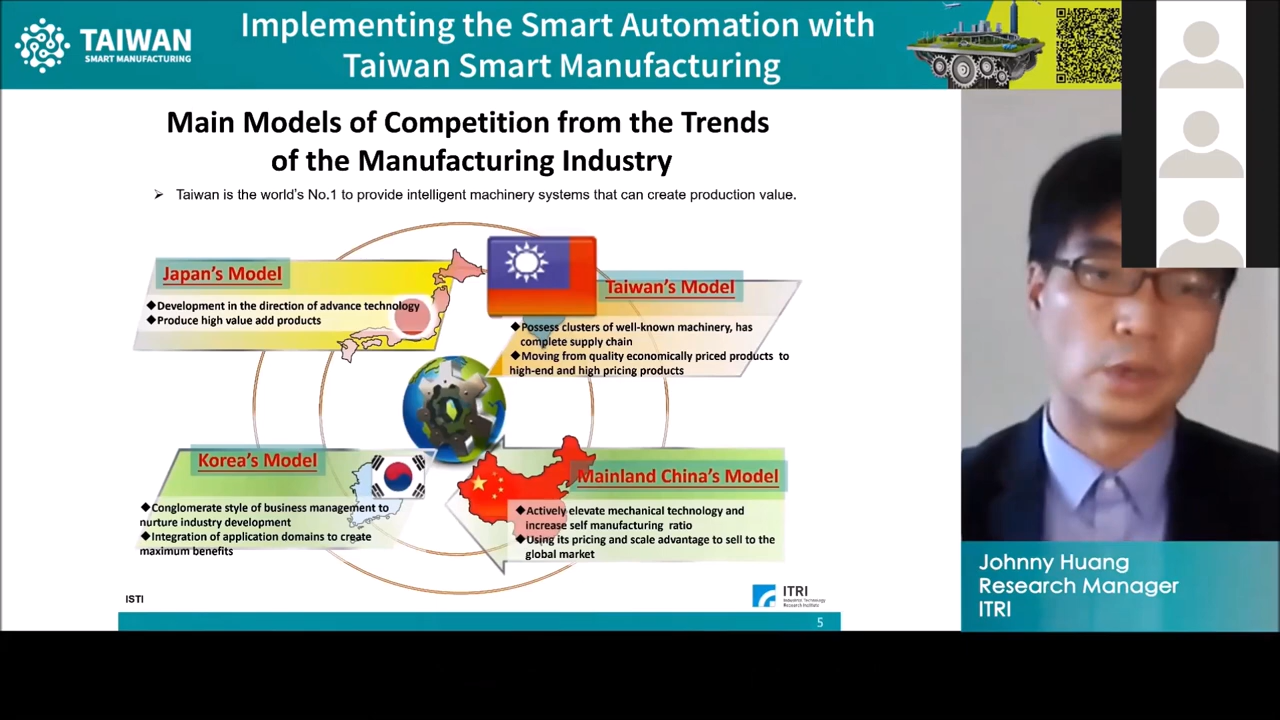 TAIWAN
SMART MANUFACTURING
Implementing the Smart Automation with
Taiwan Smart Manufacturing
Main Models of Competition from the Trends
of the Manufacturing Industry
➢ Taiwan is the world's No.1 to provide intelligent machinery systems that can create production value.
Japan's Model
◆Development in the direction of advance technology
◆Produce high value add products
Taiwan's Model
◆Possess clusters of well-known machinery, has
complete supply chain
◆Moving from quality economically priced products to
high-end and high pricing products
Korea's Model
◆Conglomerate style of business management to
nurture industry development
◆Integration of application domains to create
maximum benefits
Mainland China's Model
◆Actively elevate mechanical technology and
increase self manufacturing ratio
◆Using its pricing and scale advantage to sell to the
global market
ISTI
ITRI
Industrial Technology
Research Institute
5
Johnny Huang
Research Manager
ITRI